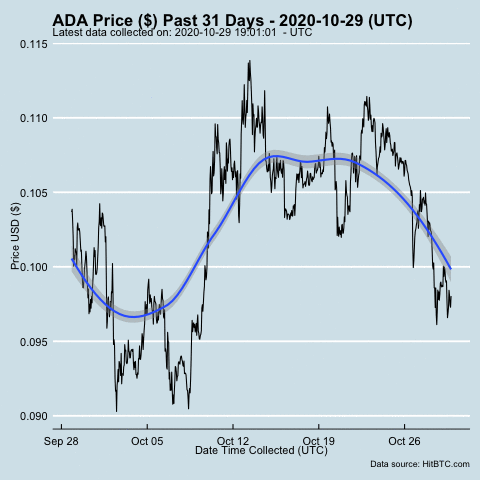 ADA Price ($) Past 31 Days - 2020-10-29 (UTC)
Latest data collected on: 2020-10-29 19:01:01 - UTC
0.115
0.110
0.105
0.100
0.095
0.090
Price USD ($)
Sep 28 Oct 05 Oct 12 Oct 19 Oct 26
Date Time Collected (UTC)
Data source: HitBTC.com